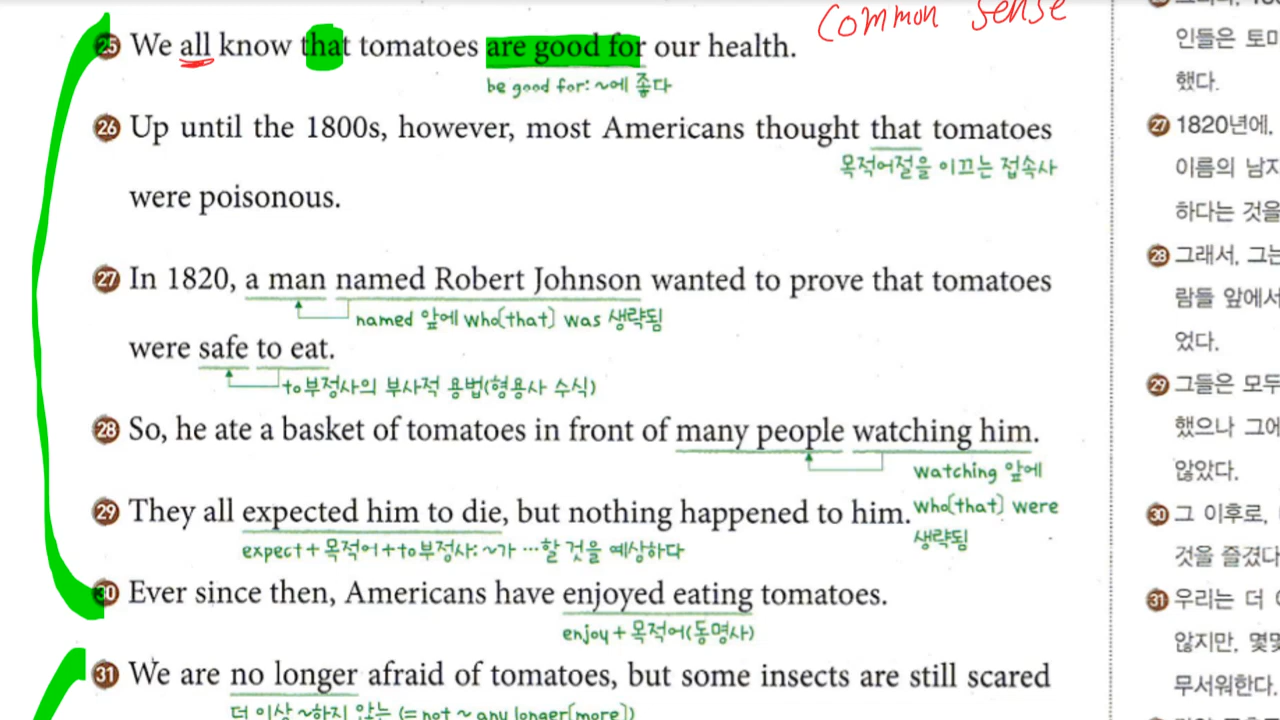 common sense
25 We all know that tomatoes are good for our health.
be good for: ~에 좋다
26 Up until the 1800s, however, most Americans thought that tomatoes
목적어절을 이끄는 접속사
were poisonous.
27 In 1820, a man named Robert Johnson wanted to prove that tomatoes
named 앞에 who[that] was 생략됨
were safe to eat.
to부정사의 부사적 용법(형용사 수식)
28 So, he ate a basket of tomatoes in front of many people watching him.
watching 앞에
who[that] were
생략됨
29 They all expected him to die, but nothing happened to him.
expect+목적어+to부정사: ~가 …할 것을 예상하다
30 Ever since then, Americans have enjoyed eating tomatoes.
enjoy+목적어(동명사)
31 We are no longer afraid of tomatoes, but some insects are still scared
더 이상 ~하지 않는 (= not ~ any longer[more])
인들은 토마
했다.
27 1820년에,
이름의 남자
하다는 것을
28 그래서, 그는
람들 앞에서
었다.
29 그들은 모두
했으나 그에
않았다.
30 그 이후로,
것을 즐겼다
31 우리는 더
않지만, 몇몇
무서워한다.